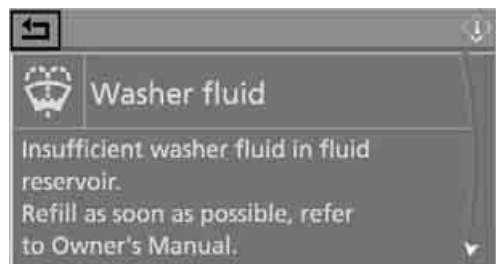 Washer fluid
Insufficient washer fluid in fluid
reservoir.
Refill as soon as possible, refer
to Owner's Manual.